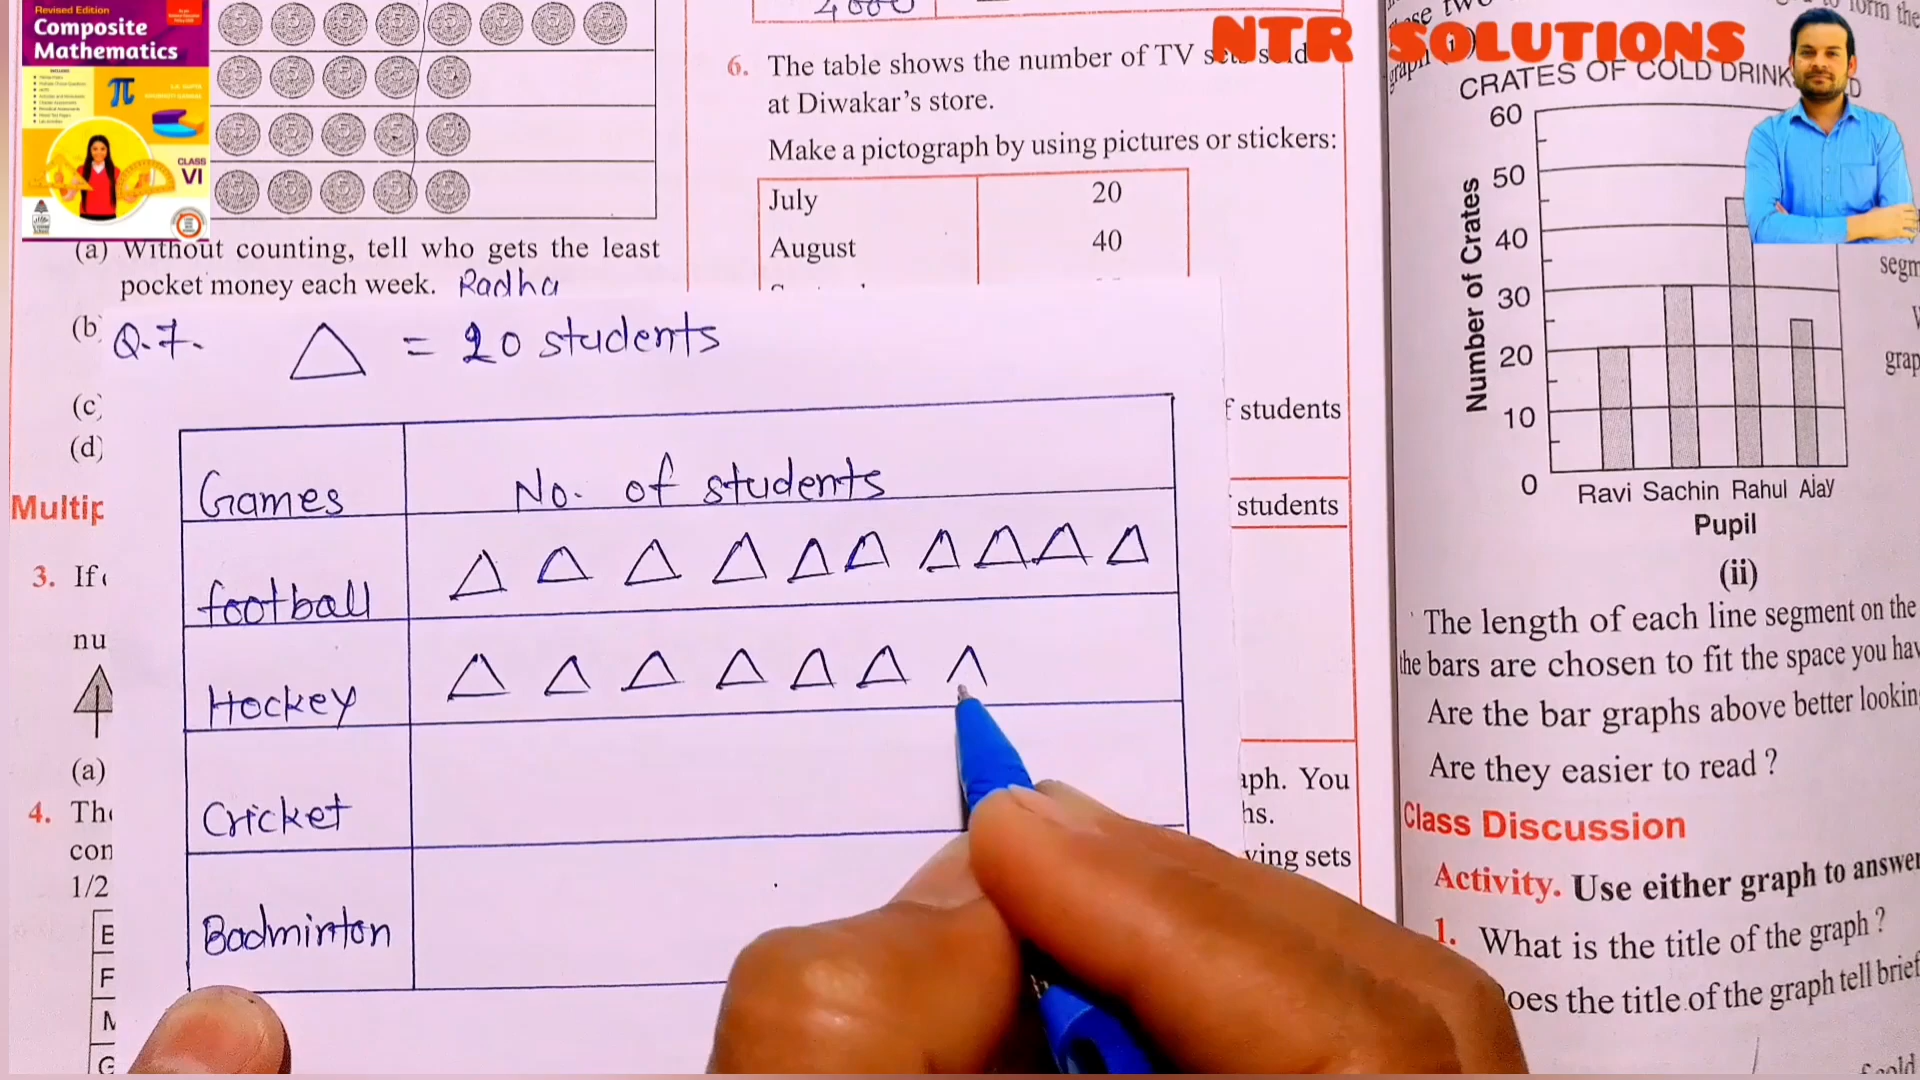 Revised Edition
Composite
Mathematics
CLASS
VI
NTR SOLUTIONS
(a) Without counting, tell who gets the least
pocket money each week. Radha
(b)
(c)
(d)
Multip
3. If
nu
(a)
4. The
con
1/2
6. The table shows the number of TV sets sold
at Diwakar's store.
Make a pictograph by using pictures or stickers:
July 20
August 40
Q.7. △ = 20 students
Games No. of students
football
Hockey
Cricket
Badminton
f students
students
aph. You
hs.
ving sets
CRATES OF COLD DRINK
Number of Crates
60
50
40
30
20
10
0
Ravi Sachin Rahul Ajay
Pupil
(ii)
segm
grap
The length of each line segment on the
the bars are chosen to fit the space you hav
Are the bar graphs above better looking
Are they easier to read ?
Class Discussion
Activity. Use either graph to answer
1. What is the title of the graph ?
oes the title of the graph tell brief